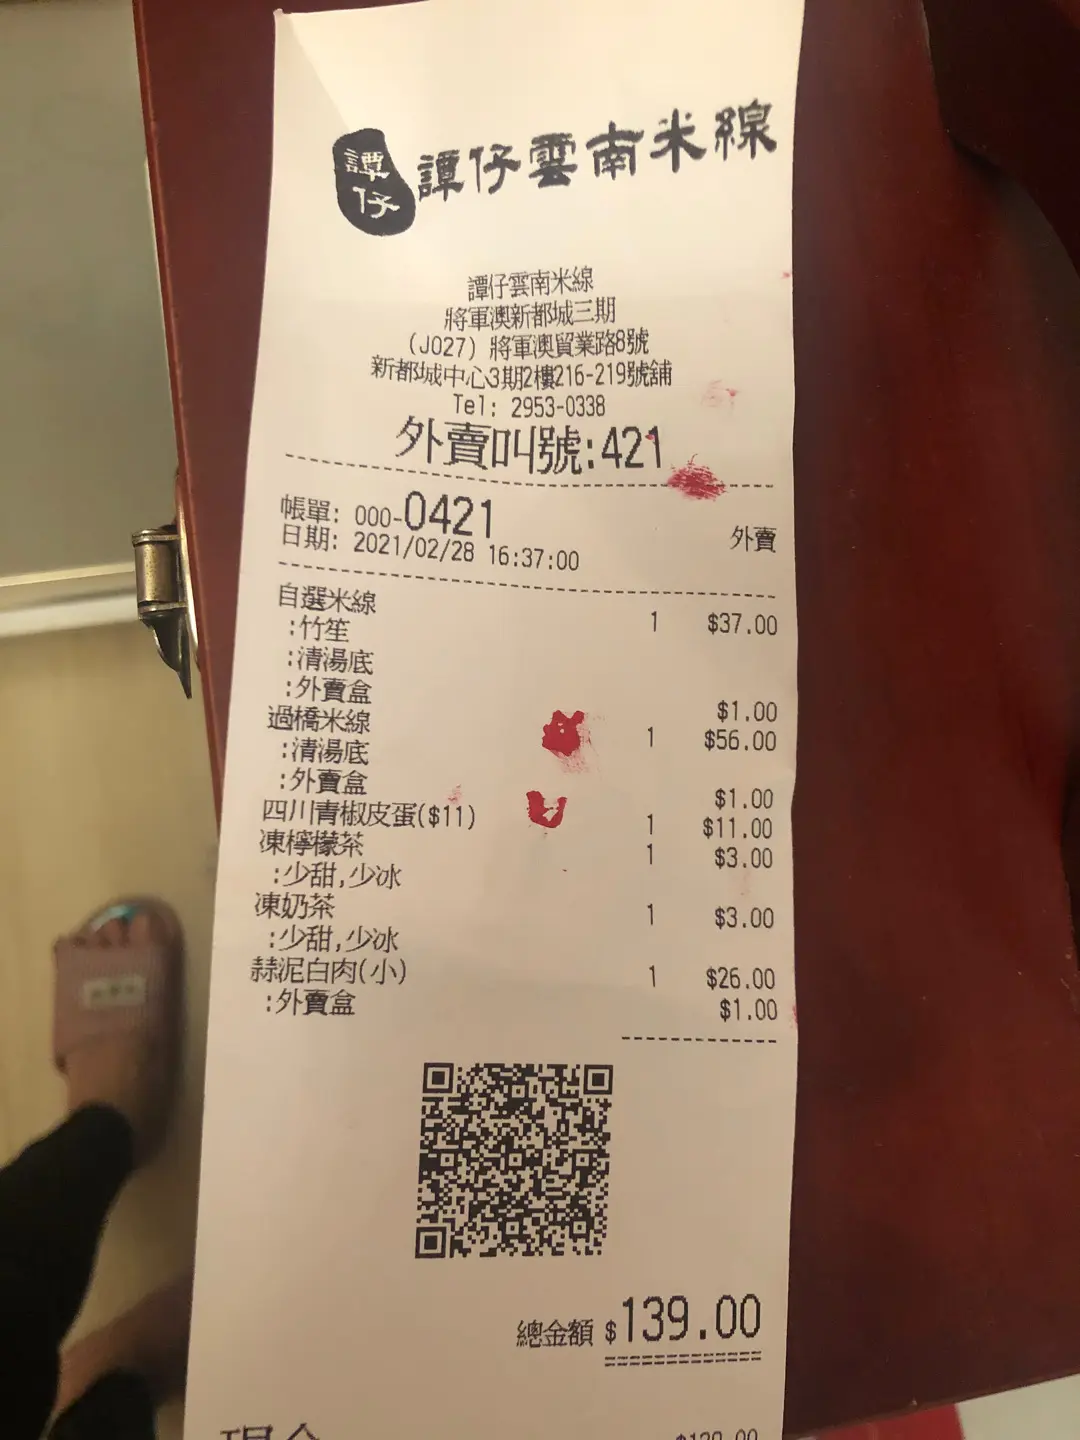 譚仔
譚仔雲南米線
譚仔雲南米線
將軍澳新都城三期
(J027) 將軍澳貿業路8號
新都城中心3期2樓216-219號舖
Tel: 2953-0338
外賣叫號:421
帳單: 000-0421
外賣
日期: 2021/02/28 16:37:00
自選米線 1 $37.00
:竹笙
:清湯底
:外賣盒 $1.00
過橋米線 1 $56.00
:清湯底
:外賣盒 $1.00
四川青椒皮蛋($11) 1 $11.00
凍檸檬茶 1 $3.00
:少甜,少冰
凍奶茶 1 $3.00
:少甜,少冰
蒜泥白肉(小) 1 $26.00
:外賣盒 $1.00
總金額 $139.00